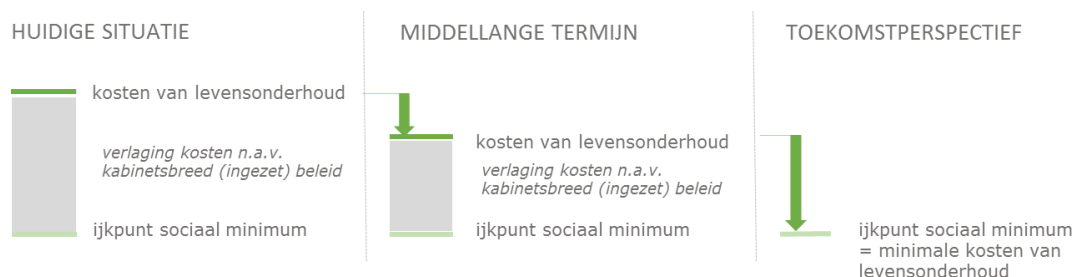 HUIDIGE SITUATIE
kosten van levensonderhoud
verlaging kosten n.a.v.
kabinetsbreed (ingezet) beleid
ijkpunt sociaal minimum
MIDDELLANGE TERMIJN
kosten van levensonderhoud
verlaging kosten n.a.v.
kabinetsbreed (ingezet) beleid
ijkpunt sociaal minimum
TOEKOMSTPERSPECTIEF
ijkpunt sociaal minimum
= minimale kosten van
levensonderhoud